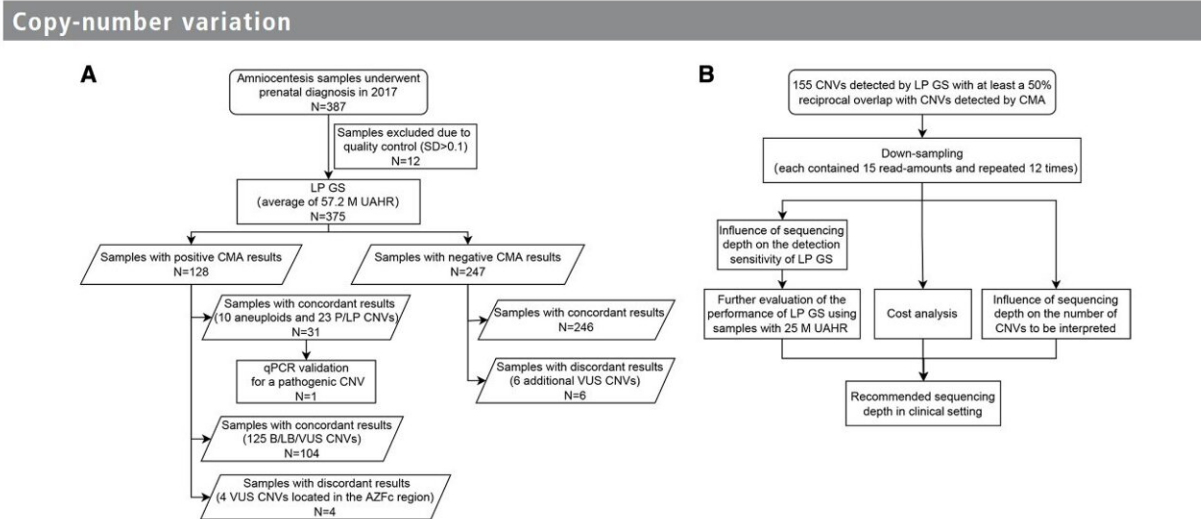 Copy-number variation
A
Amniocentesis samples underwent
prenatal diagnosis in 2017
N=387
Samples excluded due to
quality control (SD>0.1)
N=12
LP GS
(average of 57.2 M UAHR)
N=375
Samples with positive CMA results
N=128
Samples with negative CMA results
N=247
Samples with concordant results
(10 aneuploids and 23 P/LP CNVs)
N=31
Samples with concordant results
N=246
qPCR validation
for a pathogenic CNV
N=1
Samples with discordant results
(6 additional VUS CNVs)
N=6
Samples with concordant results
(125 B/LB/VUS CNVs)
N=104
Samples with discordant results
(4 VUS CNVs located in the AZFc region)
N=4
B
155 CNVs detected by LP GS with at least a 50%
reciprocal overlap with CNVs detected by CMA
Down-sampling
(each contained 15 read-amounts and repeated 12 times)
Influence of sequencing
depth on the detection
sensitivity of LP GS
Further evaluation of the
performance of LP GS using
samples with 25 M UAHR
Cost analysis
Influence of sequencing
depth on the number of
CNVs to be interpreted
Recommended sequencing
depth in clinical setting